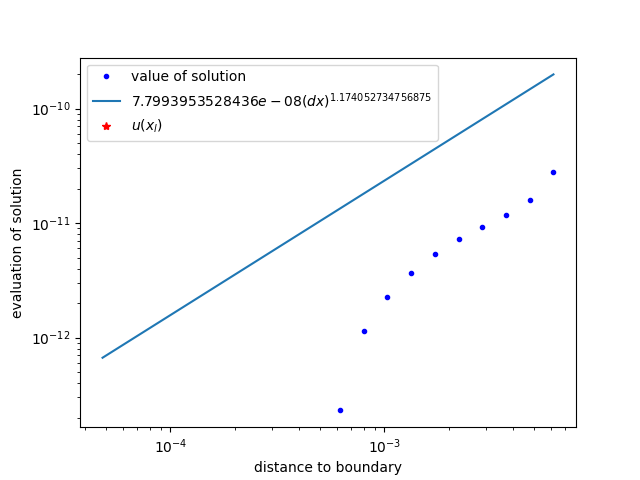 value of solution
7.7993953528436e − 08(dx)^1.174052734756875
u(x_l)
10^−10
10^−11
10^−12
evaluation of solution
10^−4
10^−3
distance to boundary